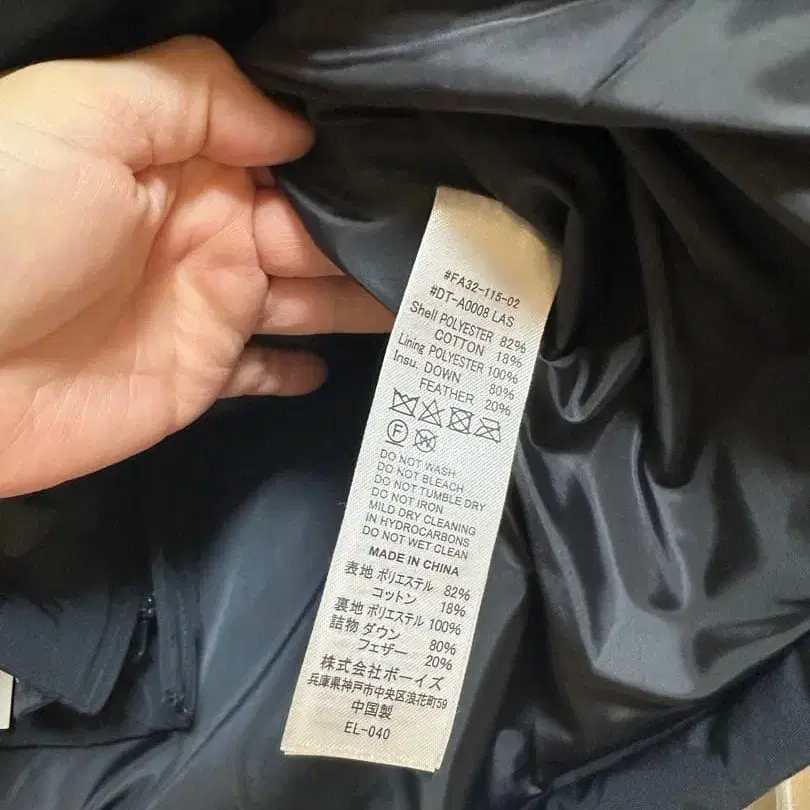 #FA32-115-02
#DT-A0008 LAS
Shell POLYESTER 82%
COTTON 18%
Lining POLYESTER 100%
Insu. DOWN 80%
FEATHER 20%
F W
DO NOT WASH
DO NOT BLEACH
DO NOT TUMBLE DRY
DO NOT IRON
MILD DRY CLEANING
IN HYDROCARBONS
DO NOT WET CLEAN
MADE IN CHINA
表地 ポリエステル 82%
コットン 18%
裏地 ポリエステル 100%
詰物 ダウン 80%
フェザー 20%
株式会社ボーイズ
兵庫県神戸市中央区浪花町59
中国製
EL-040